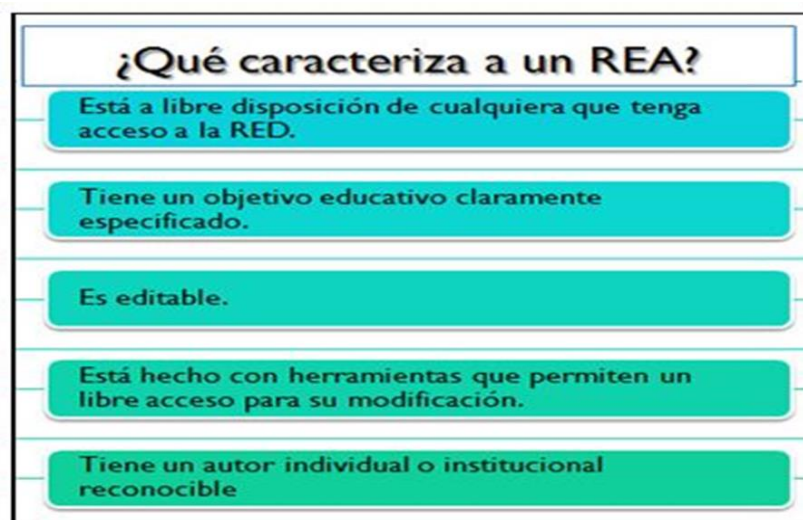 ¿Qué caracteriza a un REA?
Está a libre disposición de cualquiera que tenga
acceso a la RED.
Tiene un objetivo educativo claramente
especificado.
Es editable.
Está hecho con herramientas que permiten un
libre acceso para su modificación.
Tiene un autor individual o institucional
reconocible